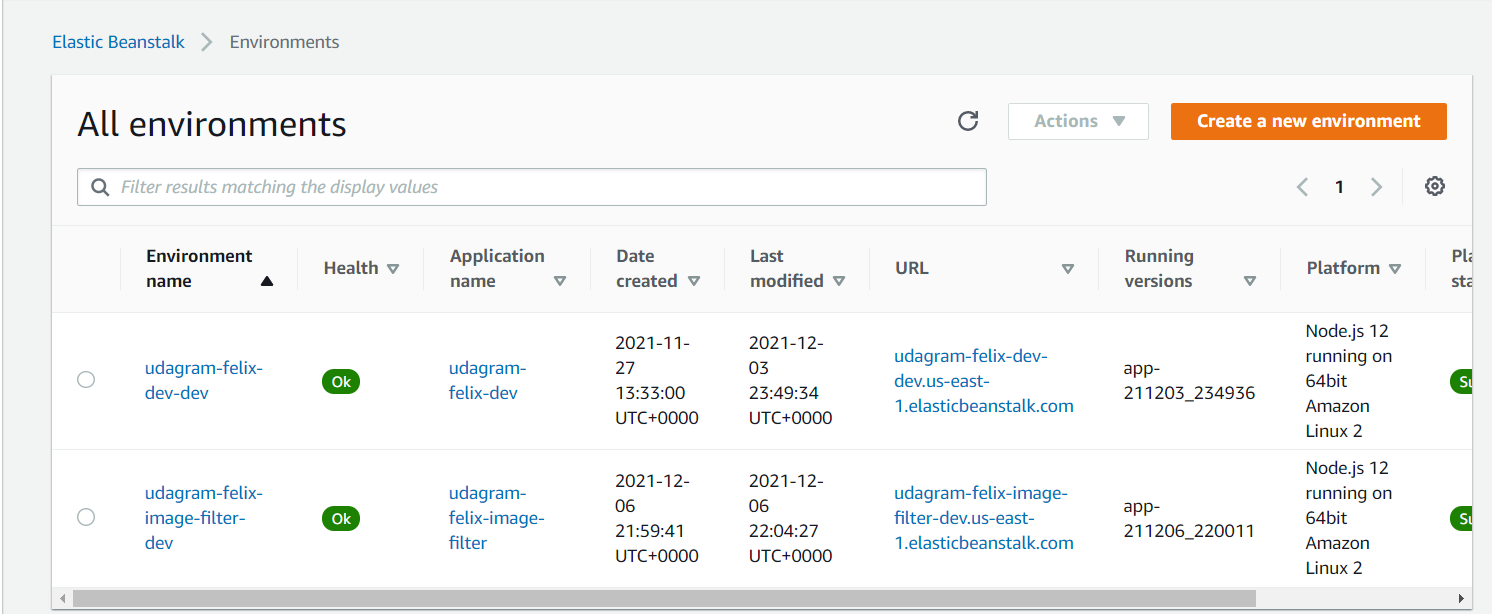 Elastic Beanstalk > Environments
All environments
Actions
Create a new environment
Filter results matching the display values
1
Environment name
Health
Application name
Date created
Last modified
URL
Running versions
Platform
udagram-felix-
dev-dev
Ok
udagram-
felix-dev
2021-11-
27
13:33:00
UTC+0000
2021-12-
03
23:49:34
UTC+0000
udagram-felix-dev-
dev.us-east-
1.elasticbeanstalk.com
app-
211203_234936
Node.js 12
running on
64bit
Amazon
Linux 2
udagram-felix-
image-filter-
dev
Ok
udagram-
felix-image-
filter
2021-12-
06
21:59:41
UTC+0000
2021-12-
06
22:04:27
UTC+0000
udagram-felix-image-
filter-dev.us-east-
1.elasticbeanstalk.com
app-
211206_220011
Node.js 12
running on
64bit
Amazon
Linux 2